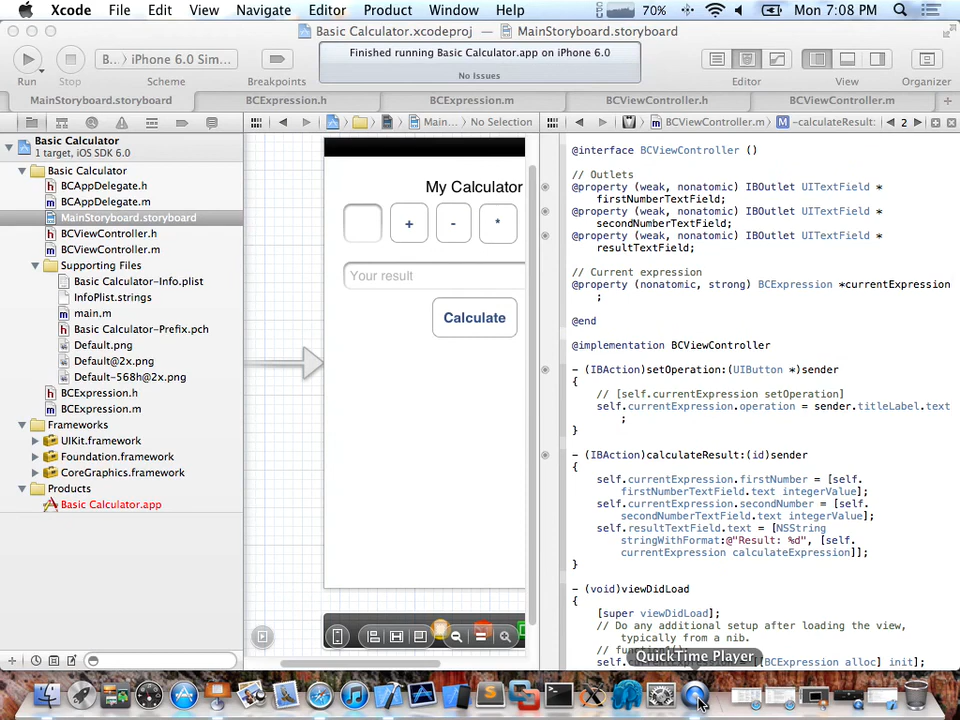 Xcode File Edit View Navigate Editor Product Window Help 70% Mon 7:08 PM
Basic Calculator.xcodeproj — MainStoryboard.storyboard
B...⟩ iPhone 6.0 Sim...
Finished running Basic Calculator.app on iPhone 6.0
No Issues
Run Stop Scheme Breakpoints Editor View Organizer
MainStoryboard.storyboard BCExpression.h BCExpression.m BCViewController.h BCViewController.m
Main... No Selection
BCViewController.m M -calculateResult: 2
Basic Calculator
1 target, iOS SDK 6.0
Basic Calculator
BCAppDelegate.h
BCAppDelegate.m
MainStoryboard.storyboard
BCViewController.h
BCViewController.m
Supporting Files
Basic Calculator-Info.plist
InfoPlist.strings
main.m
Basic Calculator-Prefix.pch
Default.png
Default@2x.png
Default-568h@2x.png
BCExpression.h
BCExpression.m
Frameworks
UIKit.framework
Foundation.framework
CoreGraphics.framework
Products
Basic Calculator.app
My Calculator
+ - *
Your result
Calculate
@interface BCViewController ()
// Outlets
@property (weak, nonatomic) IBOutlet UITextField *
firstNumberTextField;
@property (weak, nonatomic) IBOutlet UITextField *
secondNumberTextField;
@property (weak, nonatomic) IBOutlet UITextField *
resultTextField;
// Current expression
@property (nonatomic, strong) BCExpression *currentExpression
;
@end
@implementation BCViewController
- (IBAction)setOperation:(UIButton *)sender
{
// [self.currentExpression setOperation]
self.currentExpression.operation = sender.titleLabel.text
;
}
- (IBAction)calculateResult:(id)sender
{
self.currentExpression.firstNumber = [self.
firstNumberTextField.text integerValue];
self.currentExpression.secondNumber = [self.
secondNumberTextField.text integerValue];
self.resultTextField.text = [NSString
stringWithFormat:@"Result: %d", [self.
currentExpression calculateExpression]];
}
- (void)viewDidLoad
{
[super viewDidLoad];
// Do any additional setup after loading the view,
typically from a nib.
[BCExpression alloc] init];
QuickTime Player